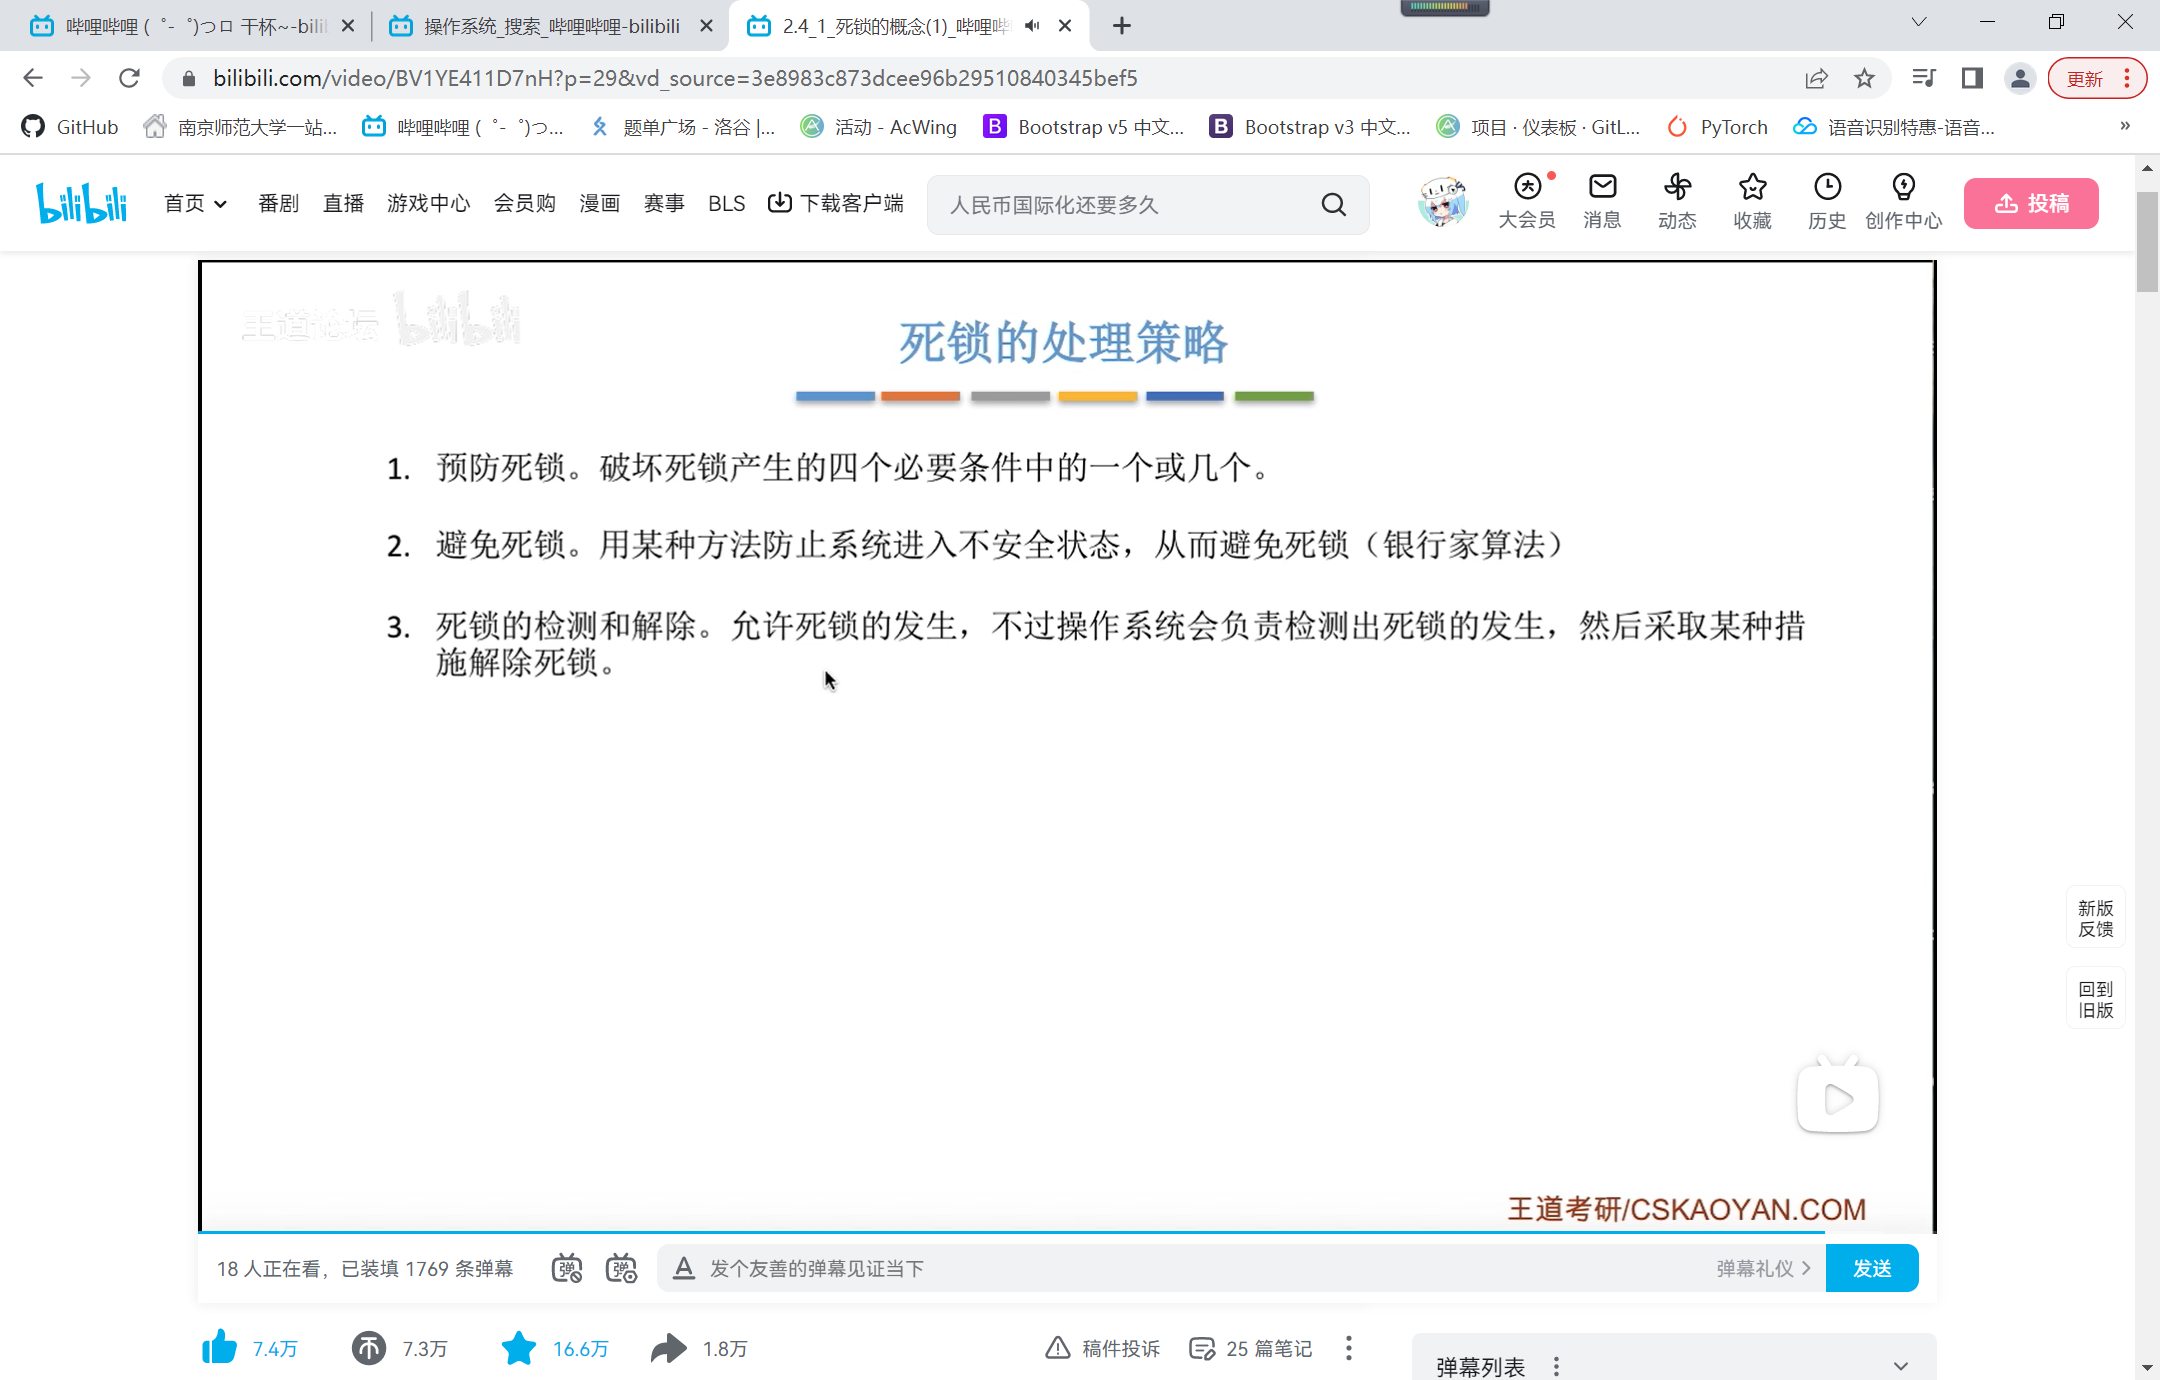 哔哩哔哩 (゜-゜)つロ 干杯~-bili
操作系统_搜索_哔哩哔哩-bilibili
2.4_1_死锁的概念(1)_哔哩哔
bilibili.com/video/BV1YE411D7nH?p=29&vd_source=3e8983c873dcee96b29510840345bef5
更新
GitHub
南京师范大学一站...
哔哩哔哩 (゜-゜)つ...
题单广场 - 洛谷 |...
活动 - AcWing
Bootstrap v5 中文...
Bootstrap v3 中文...
项目 · 仪表板 · GitL...
PyTorch
语音识别特惠-语音...
bilibili
首页
番剧
直播
游戏中心
会员购
漫画
赛事
BLS
下载客户端
人民币国际化还要多久
大会员
消息
动态
收藏
历史
创作中心
投稿
王道论坛 bilibili
死锁的处理策略
1. 预防死锁。破坏死锁产生的四个必要条件中的一个或几个。
2. 避免死锁。用某种方法防止系统进入不安全状态，从而避免死锁（银行家算法）
3. 死锁的检测和解除。允许死锁的发生，不过操作系统会负责检测出死锁的发生，然后采取某种措
施解除死锁。
新版
反馈
回到
旧版
王道考研/CSKAOYAN.COM
18 人正在看，已装填 1769 条弹幕
弹
弹
A 发个友善的弹幕见证当下
弹幕礼仪 >
发送
7.4万
7.3万
16.6万
1.8万
稿件投诉
25 篇笔记
弹幕列表